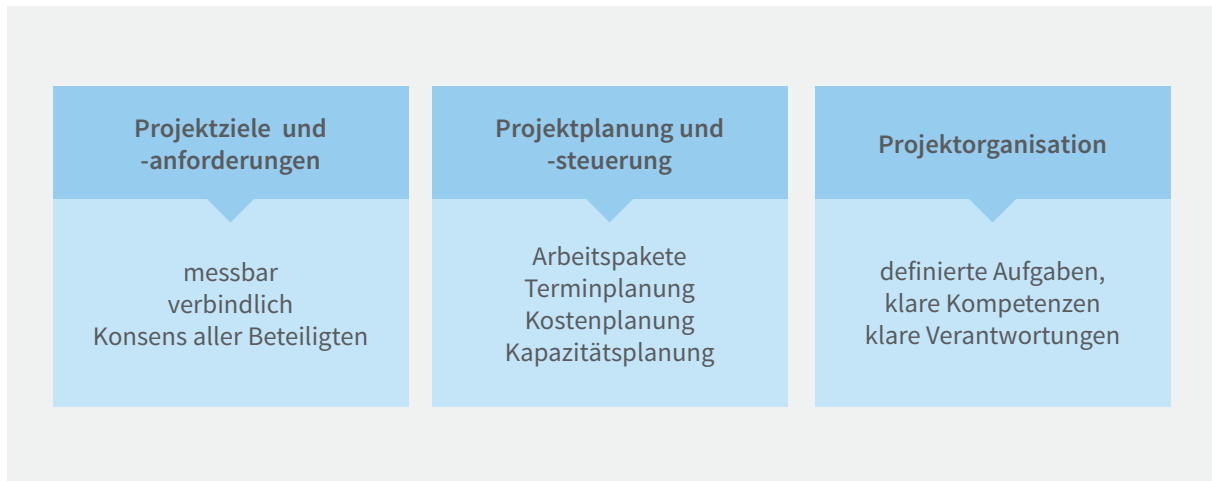 Projektziele und
-anforderungen
messbar
verbindlich
Konsens aller Beteiligten
Projektplanung und
-steuerung
Arbeitspakete
Terminplanung
Kostenplanung
Kapazitätsplanung
Projektorganisation
definierte Aufgaben,
klare Kompetenzen
klare Verantwortungen